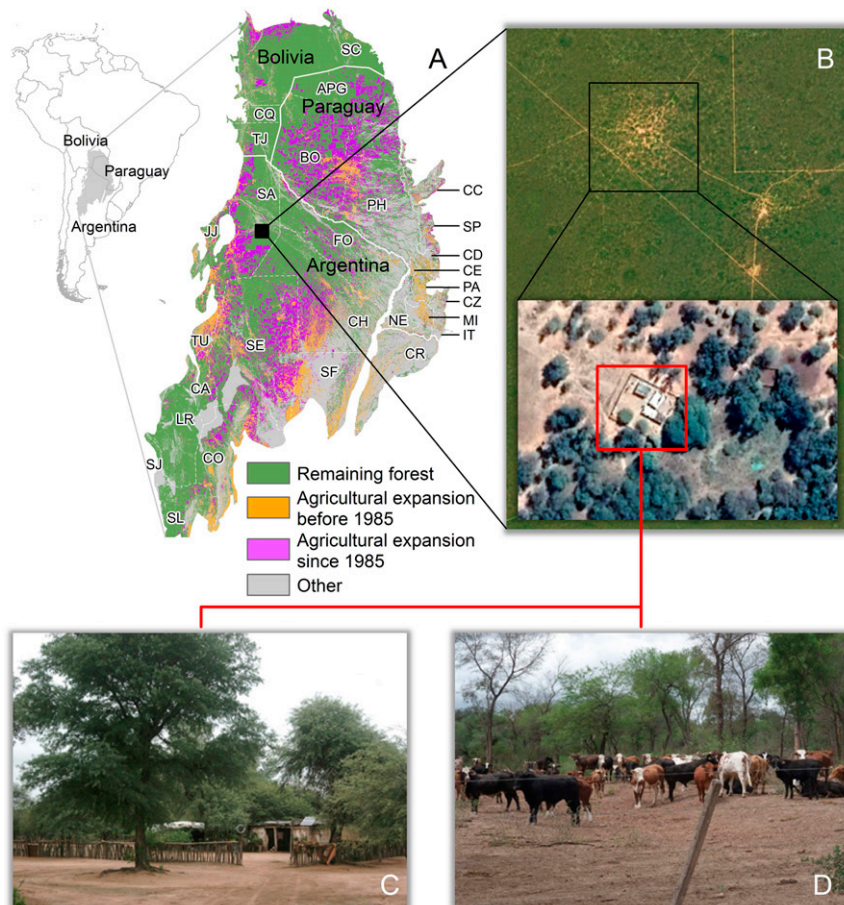 Bolivia
Paraguay
Argentina
A
Bolivia
SC
APG
Paraguay
CQ
TJ
BO
SA
PH
CC
SP
JJ
FO
CD
Argentina
CE
PA
CZ
CH
NE
MI
TU
SE
IT
CR
SF
CA
LR
SJ
CO
SL
Remaining forest
Agricultural expansion
before 1985
Agricultural expansion
since 1985
Other
B
C
D